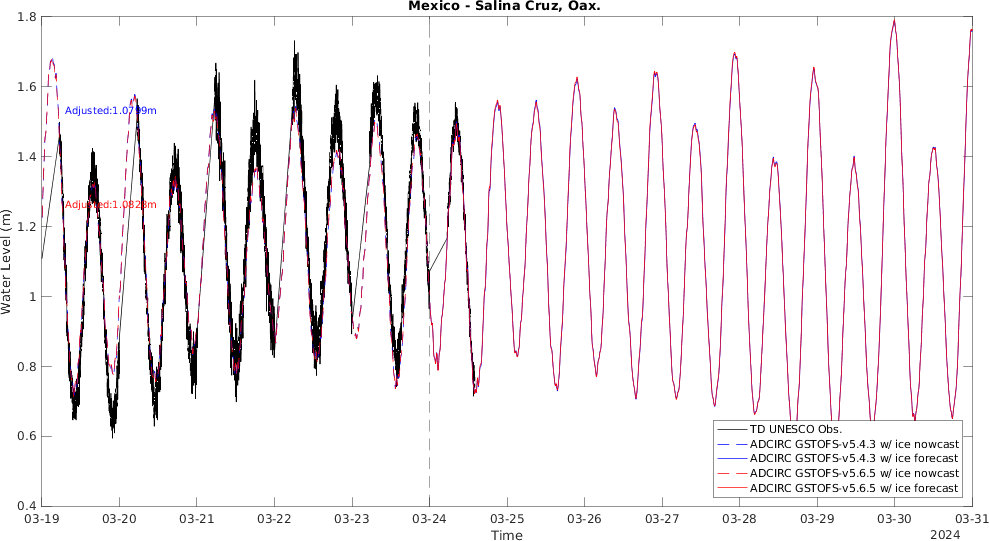 Mexico - Salina Cruz, Oax.
Water Level (m)
1.8
1.6
1.4
1.2
1
0.8
0.6
0.4
Adjusted:1.0799m
Adjusted:1.0828m
TD UNESCO Obs.
ADCIRC GSTOFS-v5.4.3 w/ ice nowcast
ADCIRC GSTOFS-v5.4.3 w/ ice forecast
ADCIRC GSTOFS-v5.6.5 w/ ice nowcast
ADCIRC GSTOFS-v5.6.5 w/ ice forecast
03-19 03-20 03-21 03-22 03-23 03-24 03-25 03-26 03-27 03-28 03-29 03-30 03-31
Time
2024